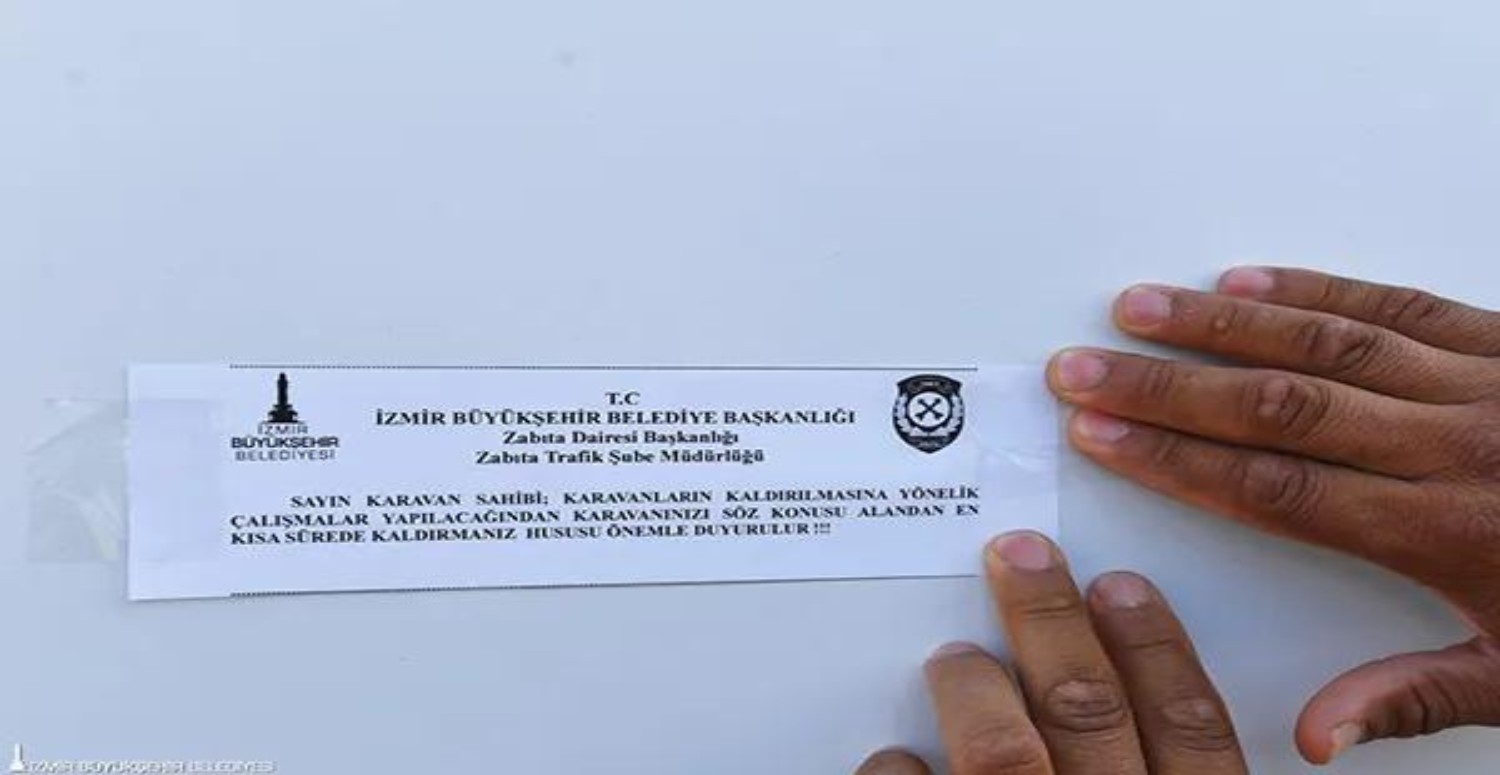 T.C
İZMİR BÜYÜKŞEHİR BELEDİYE BAŞKANLIĞI
Zabıta Dairesi Başkanlığı
Zabıta Trafik Şube Müdürlüğü
İZMİR
BÜYÜKŞEHİR
BELEDİYESİ
SAYIN KARAVAN SAHİBİ; KARAVANLARIN KALDIRILMASINA YÖNELİK
ÇALIŞMALAR YAPILACAĞINDAN KARAVANINIZI SÖZ KONUSU ALANDAN EN
KISA SÜREDE KALDIRMANIZ HUSUSU ÖNEMLE DUYURULUR !!!
İZMİR BÜYÜKŞEHİR BELEDİYESİ